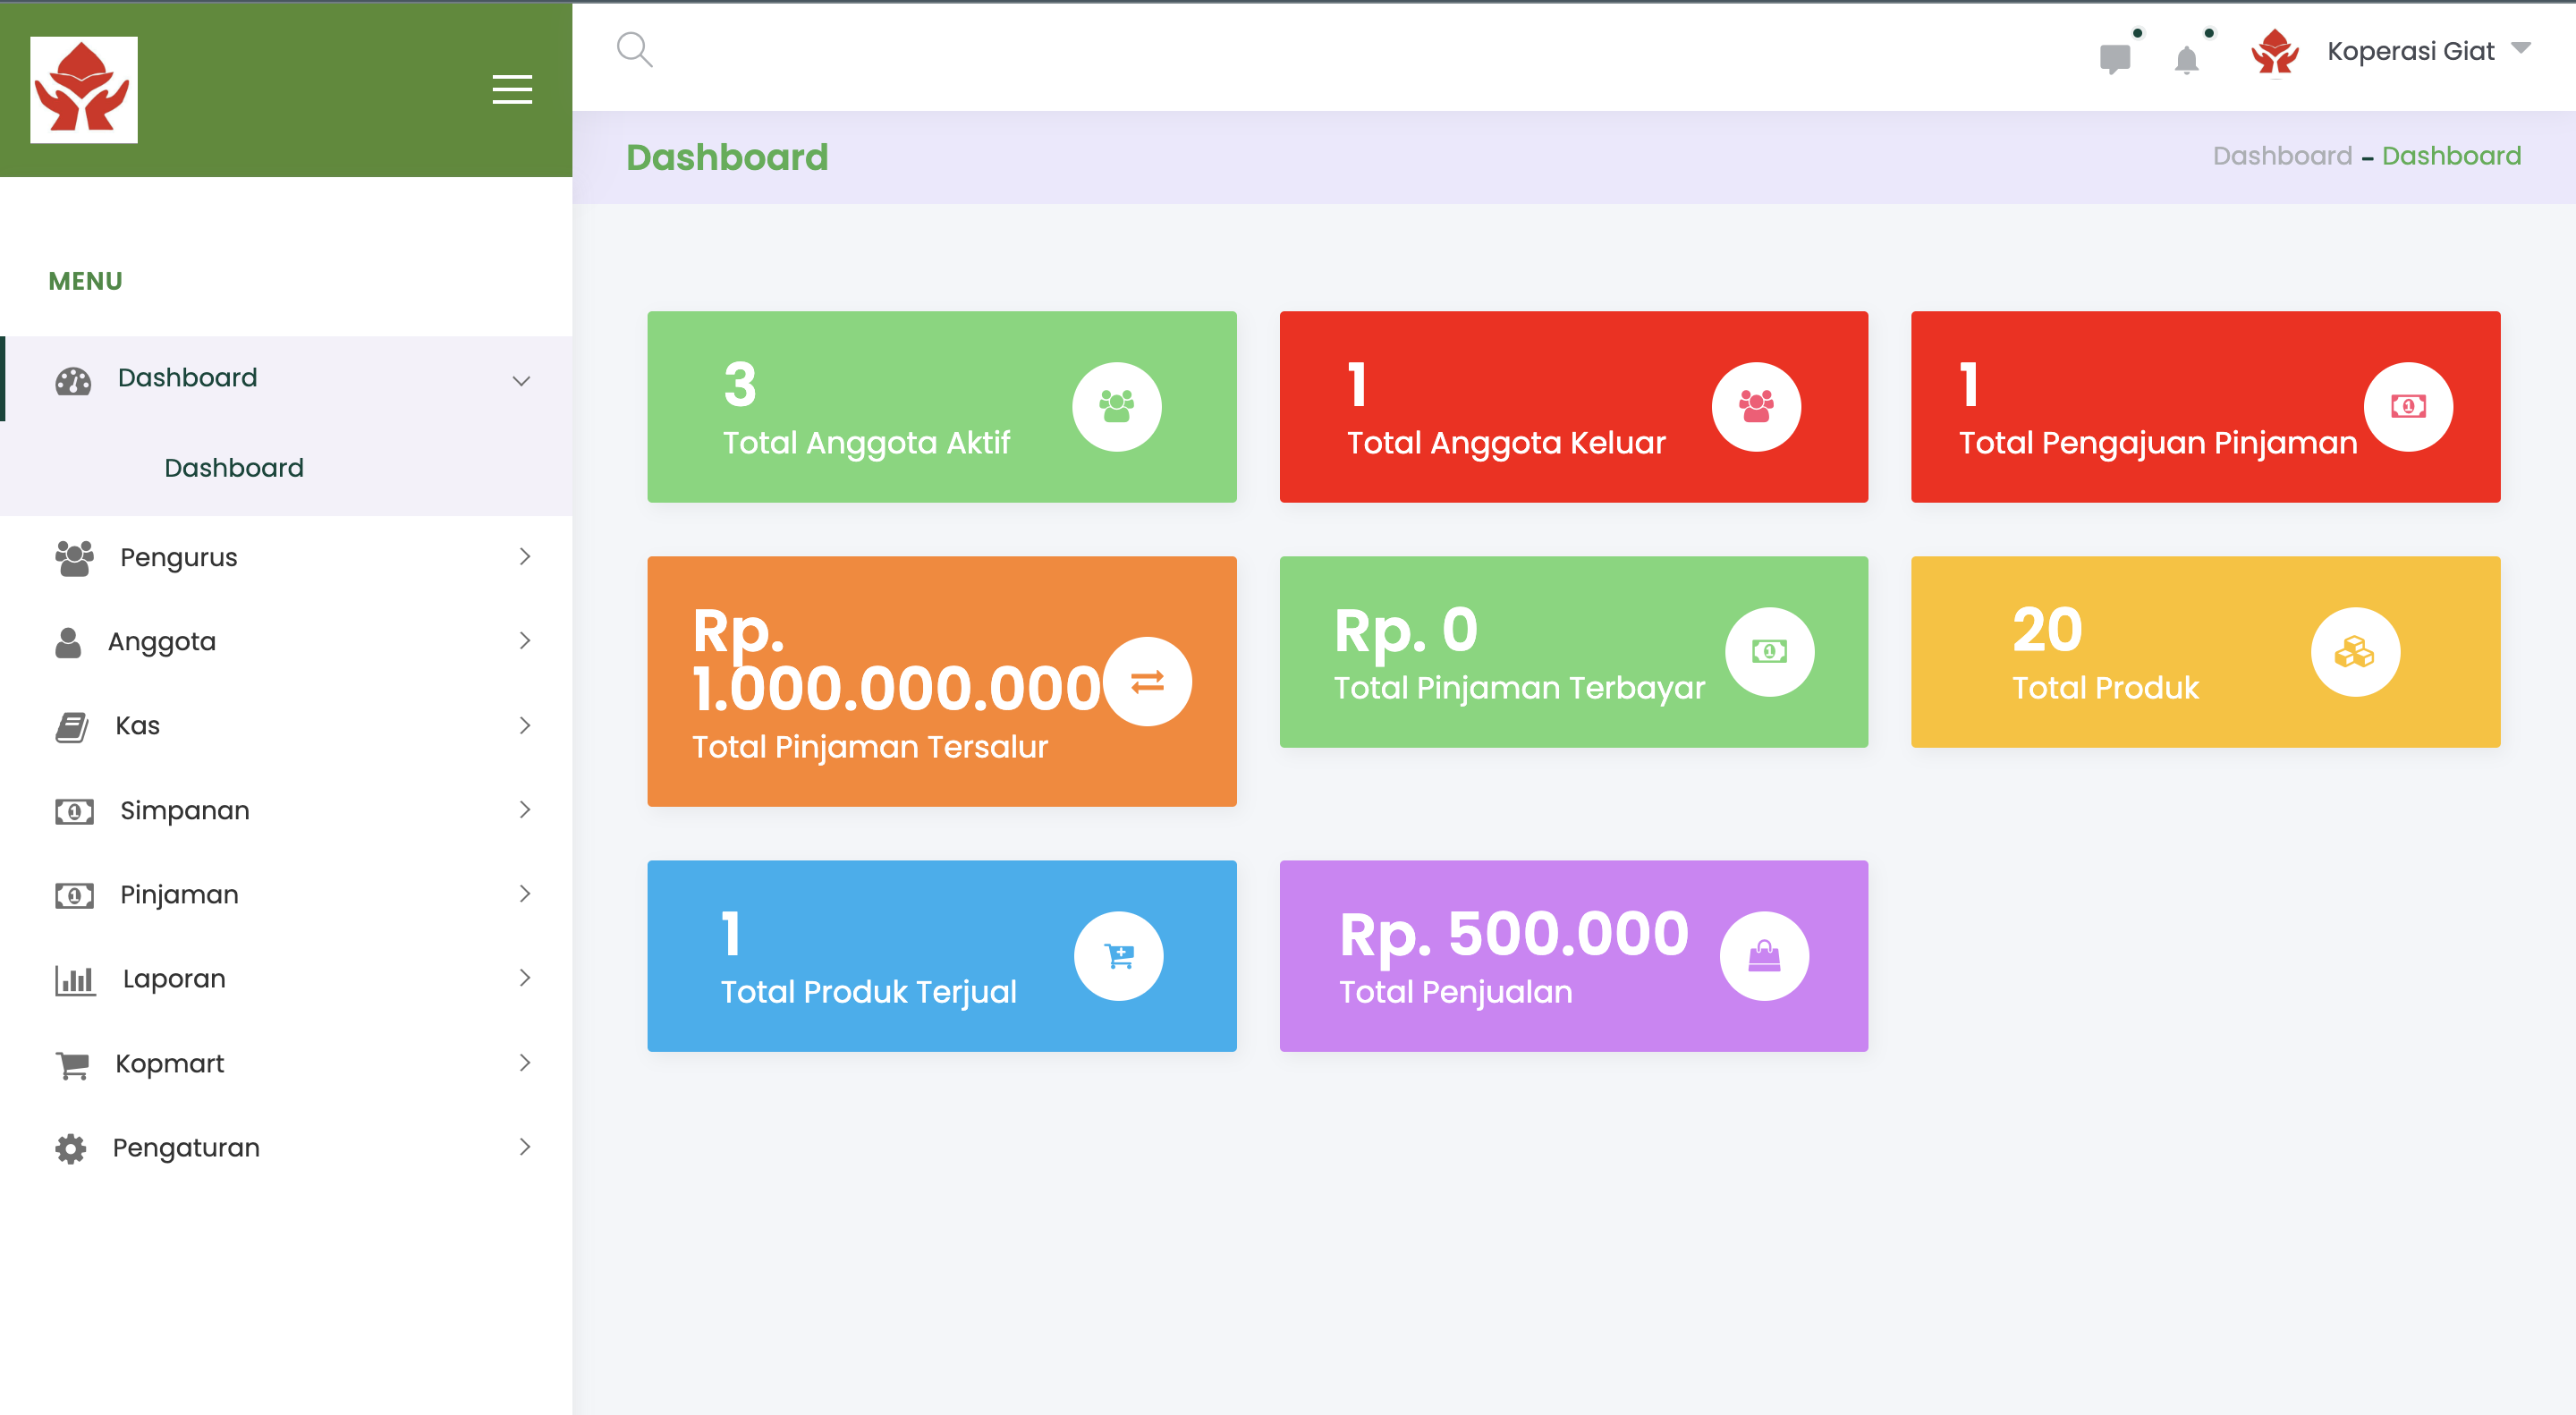 Koperasi Giat
Dashboard
Dashboard - Dashboard
MENU
Dashboard
Dashboard
Pengurus
Anggota
Kas
Simpanan
Pinjaman
Laporan
Kopmart
Pengaturan
3
Total Anggota Aktif
1
Total Anggota Keluar
1
Total Pengajuan Pinjaman
Rp.
1.000.000.000
Total Pinjaman Tersalur
Rp. 0
Total Pinjaman Terbayar
20
Total Produk
1
Total Produk Terjual
Rp. 500.000
Total Penjualan